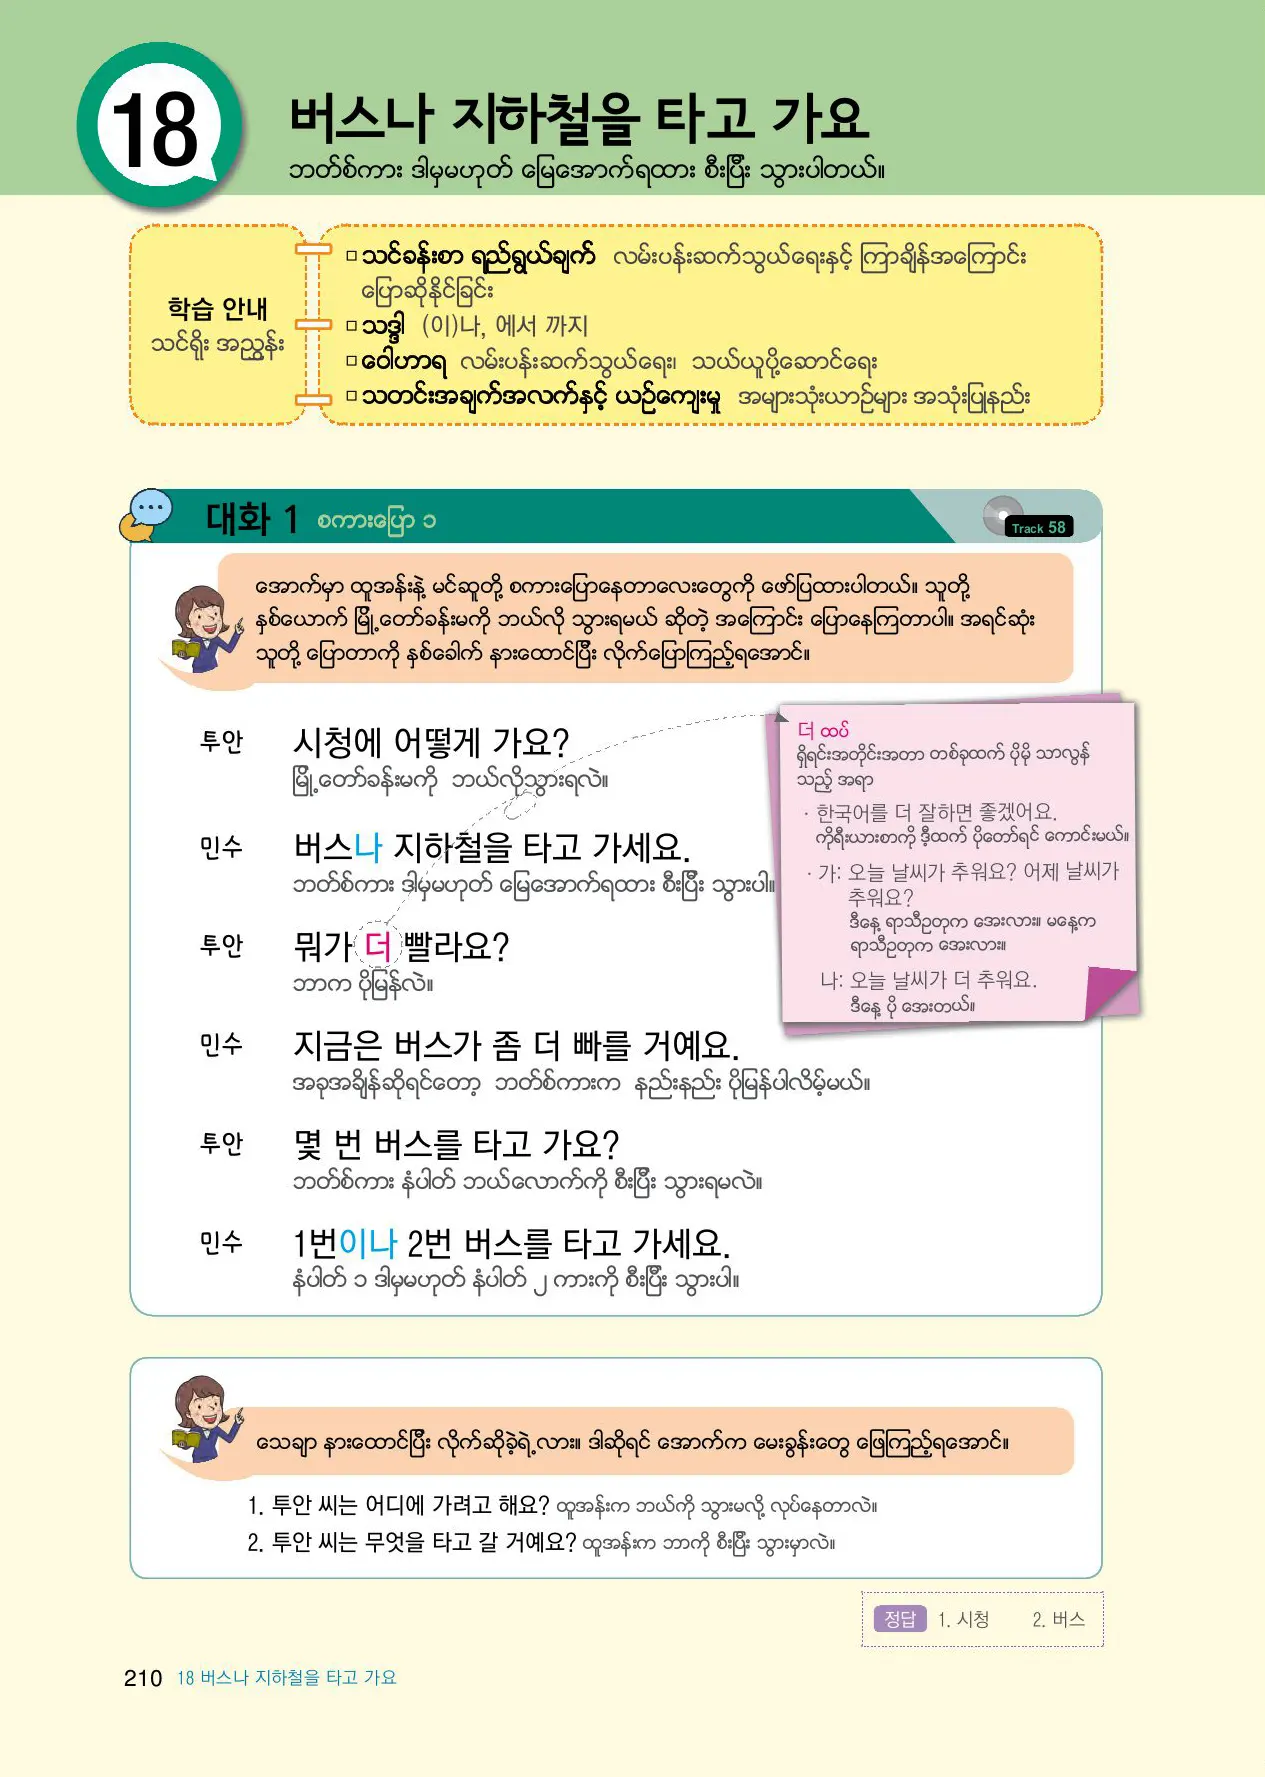 18
버스나 지하철을 타고 가요
ဘတ်စ်ကား ဒါမှမဟုတ် မြေအောက်ရထား စီးပြီး သွားပါတယ်။
학습 안내
သင်ရိုး အညွှန်း
□ သင်ခန်းစာ ရည်ရွယ်ချက် လမ်းပန်းဆက်သွယ်ရေးနှင့် ကြာချိန်အကြောင်း
ပြောဆိုနိုင်ခြင်း
□ သဒ္ဒါ (이)나, 에서 까지
□ ဝေါဟာရ လမ်းပန်းဆက်သွယ်ရေး၊ သယ်ယူပို့ဆောင်ရေး
□ သတင်းအချက်အလက်နှင့် ယဉ်ကျေးမှု အများသုံးယာဉ်များ အသုံးပြုနည်း
대화 1 စကားပြော ၁
Track 58
အောက်မှာ ထူအန်းနဲ့ မင်ဆူတို့ စကားပြောနေတာလေးတွေကို ဖော်ပြထားပါတယ်။ သူတို့
နှစ်ယောက် မြို့တော်ခန်းမကို ဘယ်လို သွားရမယ် ဆိုတဲ့ အကြောင်း ပြောနေကြတာပါ။ အရင်ဆုံး
သူတို့ ပြောတာကို နှစ်ခေါက် နားထောင်ပြီး လိုက်ပြောကြည့်ရအောင်။
투안 시청에 어떻게 가요?
မြို့တော်ခန်းမကို ဘယ်လိုသွားရလဲ။
민수 버스나 지하철을 타고 가세요.
ဘတ်စ်ကား ဒါမှမဟုတ် မြေအောက်ရထား စီးပြီး သွားပါ။
투안 뭐가 더 빨라요?
ဘာက ပိုမြန်လဲ။
민수 지금은 버스가 좀 더 빠를 거예요.
အခုအချိန်ဆိုရင်တော့ ဘတ်စ်ကားက နည်းနည်း ပိုမြန်ပါလိမ့်မယ်။
투안 몇 번 버스를 타고 가요?
ဘတ်စ်ကား နံပါတ် ဘယ်လောက်ကို စီးပြီး သွားရမလဲ။
민수 1번이나 2번 버스를 타고 가세요.
နံပါတ် ၁ ဒါမှမဟုတ် နံပါတ် ၂ ကားကို စီးပြီး သွားပါ။
더 ထပ်
ရှိရင်းအတိုင်းအတာ တစ်ခုထက် ပိုမို သာလွန်
သည့် အရာ
· 한국어를 더 잘하면 좋겠어요.
ကိုရီးယားစာကို ဒီ့ထက် ပိုတော်ရင် ကောင်းမယ်။
· 가: 오늘 날씨가 추워요? 어제 날씨가
추워요?
ဒီနေ့ ရာသီဥတုက အေးလား။ မနေ့က
ရာသီဥတုက အေးလား။
나: 오늘 날씨가 더 추워요.
ဒီနေ့ ပို အေးတယ်။
သေချာ နားထောင်ပြီး လိုက်ဆိုခဲ့ရဲ့လား။ ဒါဆိုရင် အောက်က မေးခွန်းတွေ ဖြေကြည့်ရအောင်။
1. 투안 씨는 어디에 가려고 해요? ထူအန်းက ဘယ်ကို သွားမလို့ လုပ်နေတာလဲ။
2. 투안 씨는 무엇을 타고 갈 거예요? ထူအန်းက ဘာကို စီးပြီး သွားမှာလဲ။
정답 1. 시청 2. 버스
210 18 버스나 지하철을 타고 가요